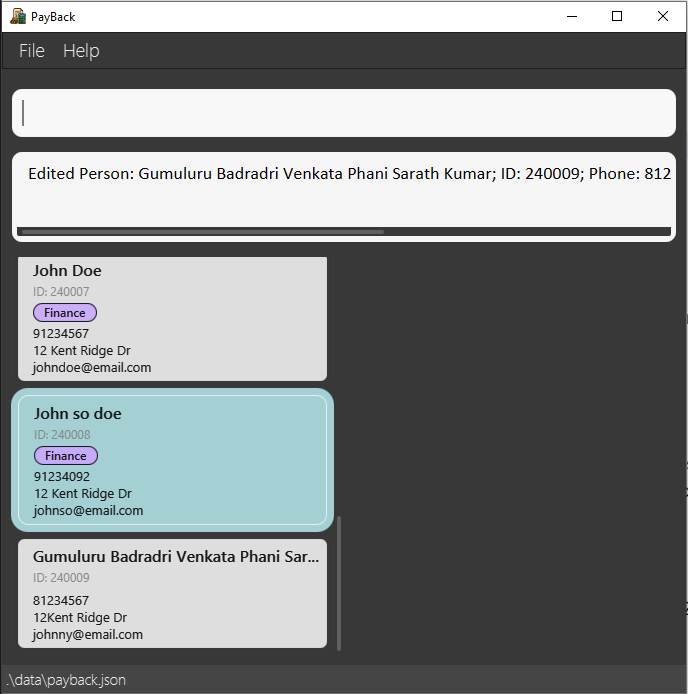 PayBack
File Help
Edited Person: Gumuluru Badradri Venkata Phani Sarath Kumar; ID: 240009; Phone: 812
John Doe
ID: 240007
Finance
91234567
12 Kent Ridge Dr
johndoe@email.com
John so doe
ID: 240008
Finance
91234092
12 Kent Ridge Dr
johnso@email.com
Gumuluru Badradri Venkata Phani Sar...
ID: 240009
81234567
12Kent Ridge Dr
johnny@email.com
.\data\payback.json